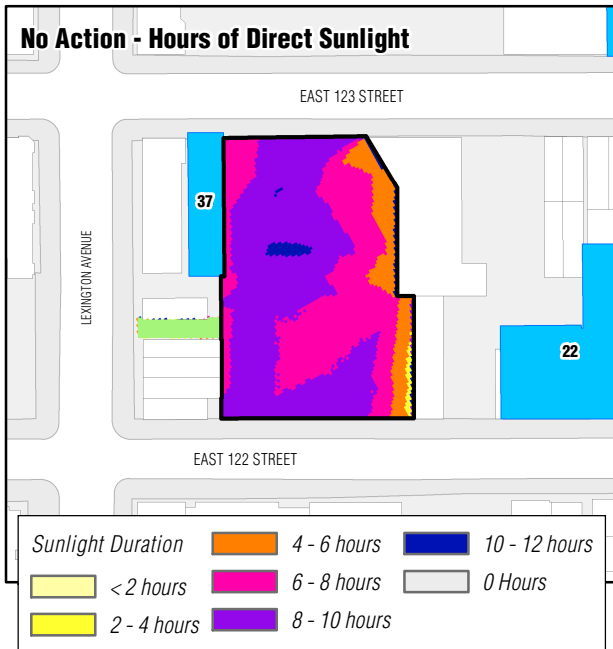 No Action - Hours of Direct Sunlight
EAST 123 STREET
37
LEXINGTON AVENUE
22
EAST 122 STREET
Sunlight Duration
< 2 hours
2 - 4 hours
4 - 6 hours
6 - 8 hours
8 - 10 hours
10 - 12 hours
0 Hours